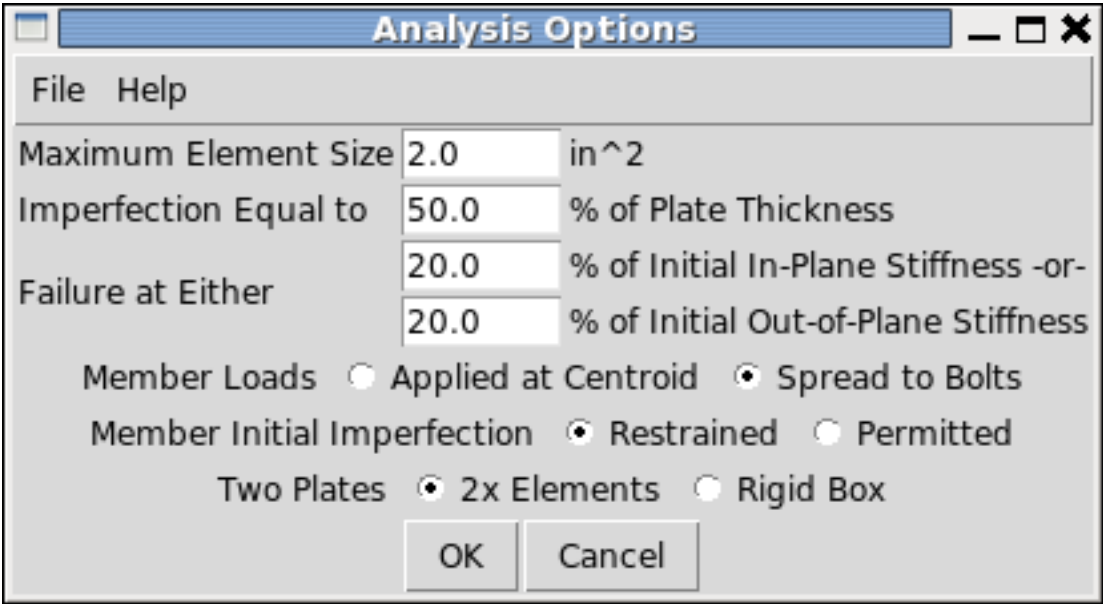 Analysis Options
File Help
Maximum Element Size 2.0 in^2
Imperfection Equal to 50.0 % of Plate Thickness
Failure at Either
20.0 % of Initial In-Plane Stiffness -or-
20.0 % of Initial Out-of-Plane Stiffness
Member Loads Applied at Centroid Spread to Bolts
Member Initial Imperfection Restrained Permitted
Two Plates 2x Elements Rigid Box
OK Cancel